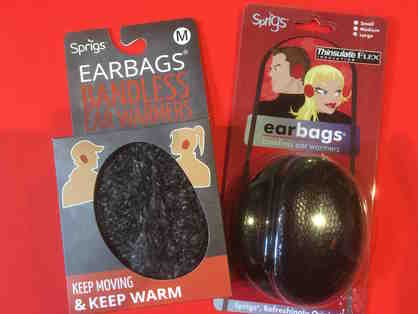 Sprigs
M
EARBAGS®
BANDLESS
EAR WARMERS
KEEP MOVING
& KEEP WARM
Sprigs®
Small
Medium
Large
Thinsulate FLEX
INSULATION
earbags®
bandless ear warmers
Sprigs®, Refreshingly